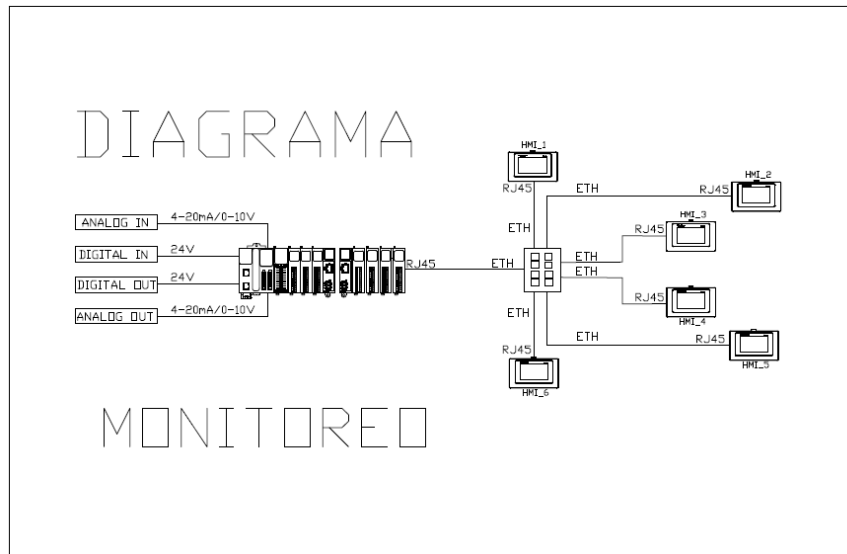 DIAGRAMA
HMI_1
HMI_2
RJ45
ETH
RJ45
HMI_3
4-20mA/0-10V
ANALOG IN
RJ45
ETH
24V
DIGITAL IN
ETH
RJ45
ETH
ETH
24V
DIGITAL OUT
RJ45
4-20mA/0-10V
ANALOG OUT
ETH
HMI_4
ETH
RJ45
RJ45
HMI_5
HMI_6
MONITOREO